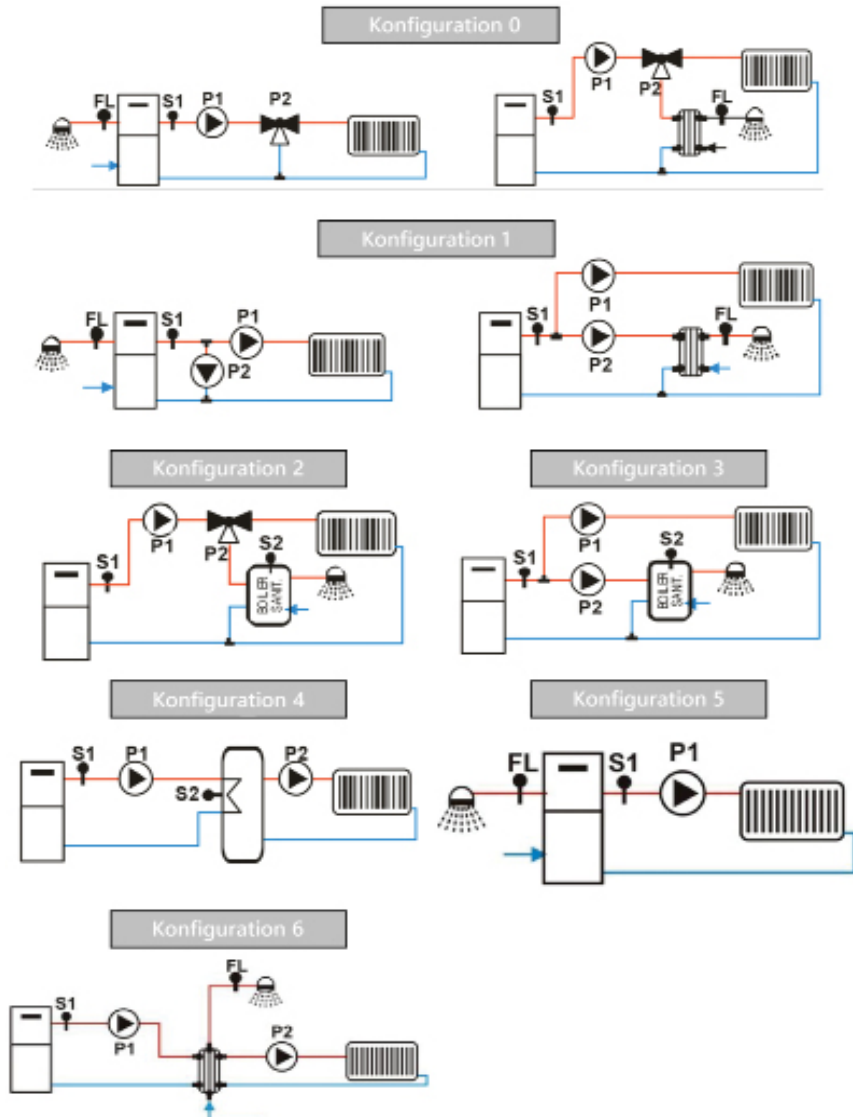 Konfiguration 0
FL S1 P1 P2
S1 P1 P2 FL
Konfiguration 1
FL S1 P1 P2
S1 P1 P2 FL
Konfiguration 2
S1 P1 P2 S2
BOILER
SANIT.
Konfiguration 3
S1 P1 P2 S2
BOILER
SANIT.
Konfiguration 4
S1 P1 S2 P2
Konfiguration 5
FL S1 P1
Konfiguration 6
S1 P1 FL P2